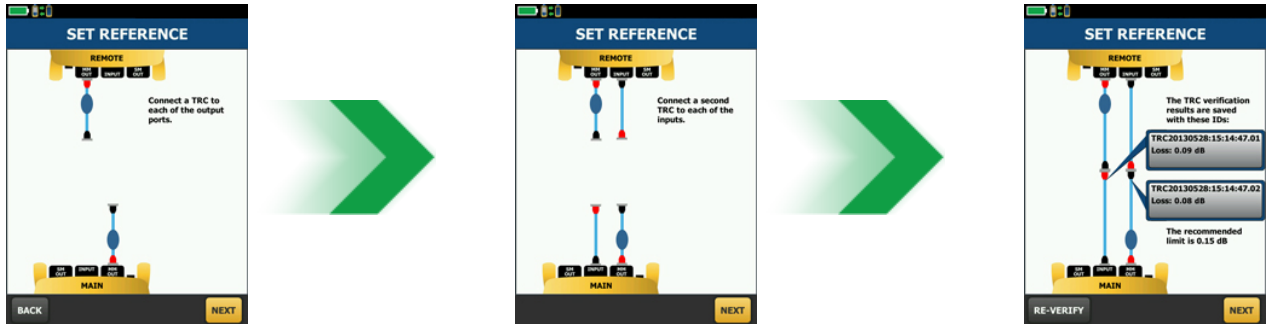 SET REFERENCE
REMOTE
MM OUT
INPUT
SM OUT
Connect a TRC to
each of the output
ports.
SM OUT
INPUT
MM OUT
MAIN
BACK
NEXT
SET REFERENCE
REMOTE
MM OUT
INPUT
SM OUT
Connect a second
TRC to each of the
inputs.
SM OUT
INPUT
MM OUT
MAIN
NEXT
SET REFERENCE
REMOTE
MM OUT
INPUT
SM OUT
The TRC verification
results are saved
with these IDs:
TRC20130528:15:14:47.01
Loss: 0.09 dB
TRC20130528:15:14:47.02
Loss: 0.08 dB
The recommended
limit is 0.15 dB
SM OUT
INPUT
MM OUT
MAIN
RE-VERIFY
NEXT